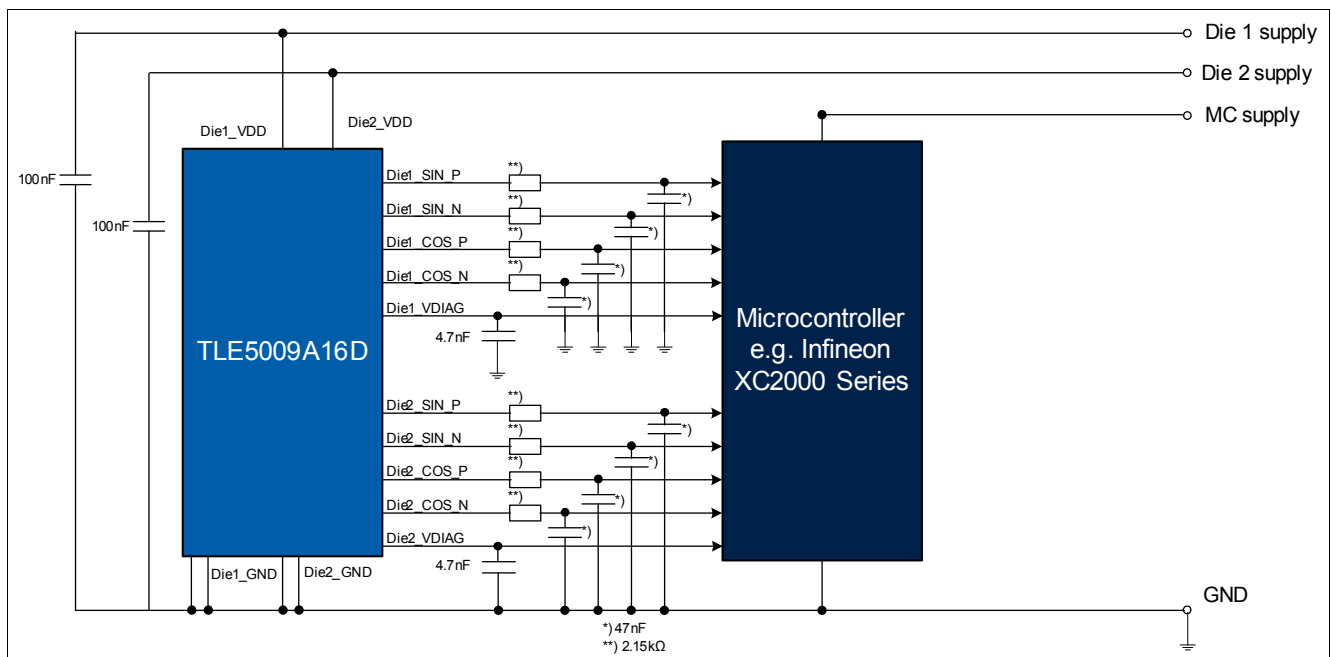 Die 1 supply
Die 2 supply
MC supply
Die1_VDD
Die2_VDD
100nF
100nF
TLE5009A16D
Die1_SIN_P
**)
*)
Die1_SIN_N
**)
*)
Die1_COS_P
**)
*)
Die1_COS_N
**)
*)
Die1_VDIAG
4.7nF
Microcontroller
e.g. Infineon
XC2000 Series
Die2_SIN_P
**)
*)
Die2_SIN_N
**)
*)
Die2_COS_P
**)
*)
Die2_COS_N
**)
*)
Die2_VDIAG
4.7nF
Die1_GND
Die2_GND
GND
*) 47nF
**) 2.15kΩ